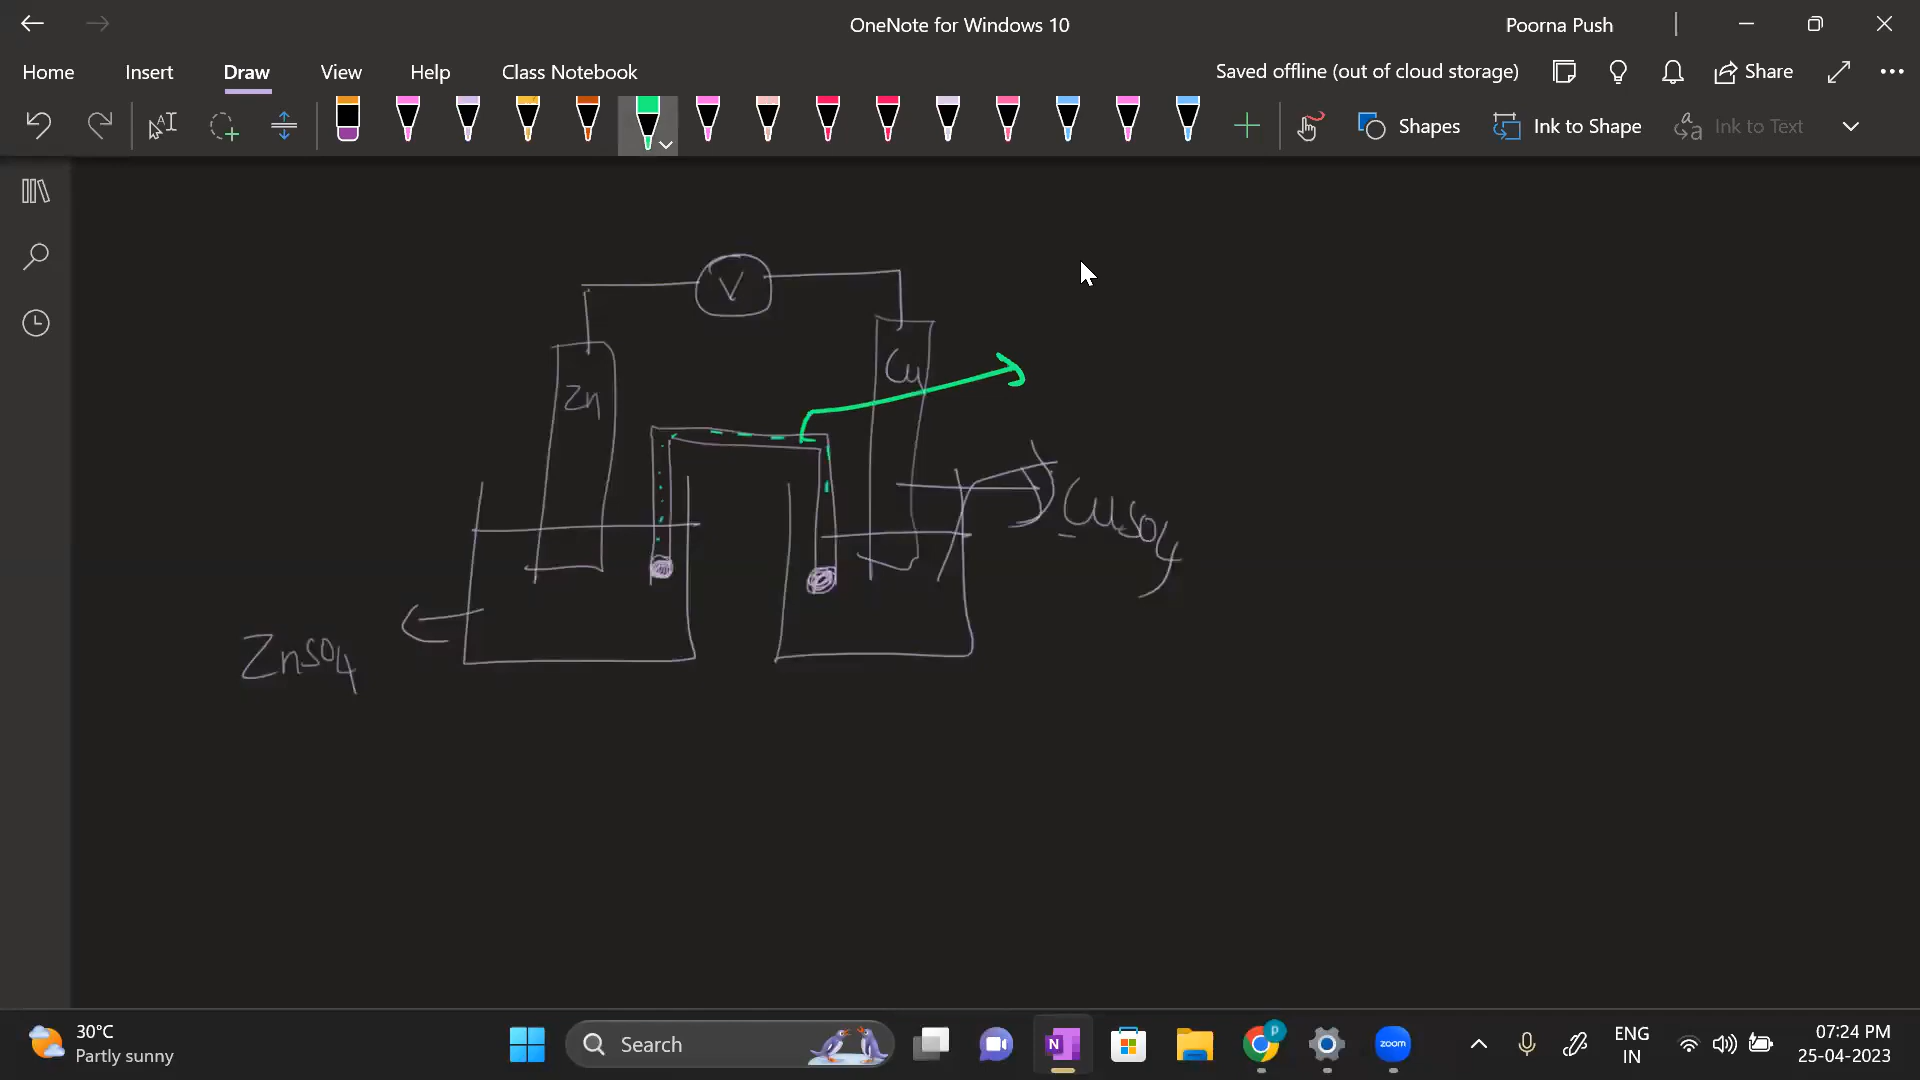 OneNote for Windows 10
Poorna Push
Home Insert Draw View Help Class Notebook
Saved offline (out of cloud storage)
Share
Shapes
Ink to Shape
Ink to Text
V
Cu
Zn
CuSO4
ZnSO4
30°C
Partly sunny
Search
N
P
zoom
ENG
IN
07:24 PM
25-04-2023